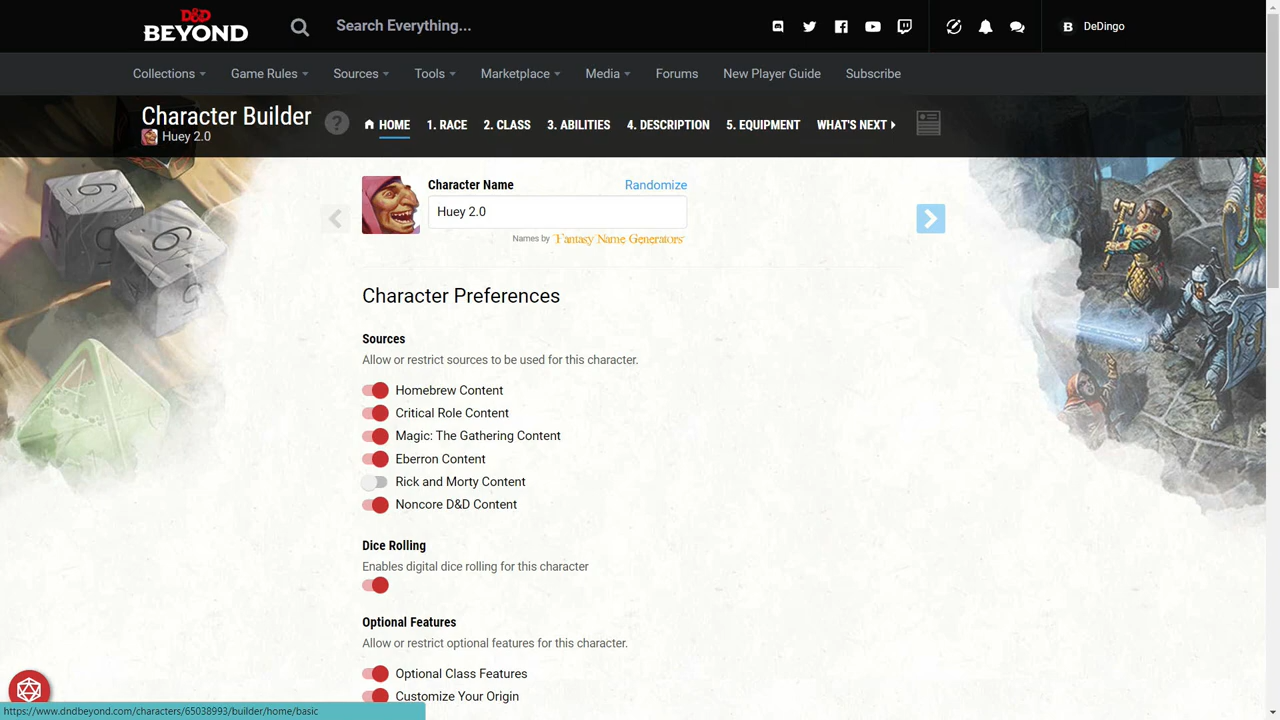 D&D
BEYOND
Search Everything...
B DeDingo
Collections
Game Rules
Sources
Tools
Marketplace
Media
Forums
New Player Guide
Subscribe
Character Builder
Huey 2.0
?
HOME
1. RACE
2. CLASS
3. ABILITIES
4. DESCRIPTION
5. EQUIPMENT
WHAT'S NEXT
Character Name
Randomize
Huey 2.0
Names by Fantasy Name Generators
Character Preferences
Sources
Allow or restrict sources to be used for this character.
Homebrew Content
Critical Role Content
Magic: The Gathering Content
Eberron Content
Rick and Morty Content
Noncore D&D Content
Dice Rolling
Enables digital dice rolling for this character
Optional Features
Allow or restrict optional features for this character.
Optional Class Features
Customize Your Origin
https://www.dndbeyond.com/characters/65038993/builder/home/basic